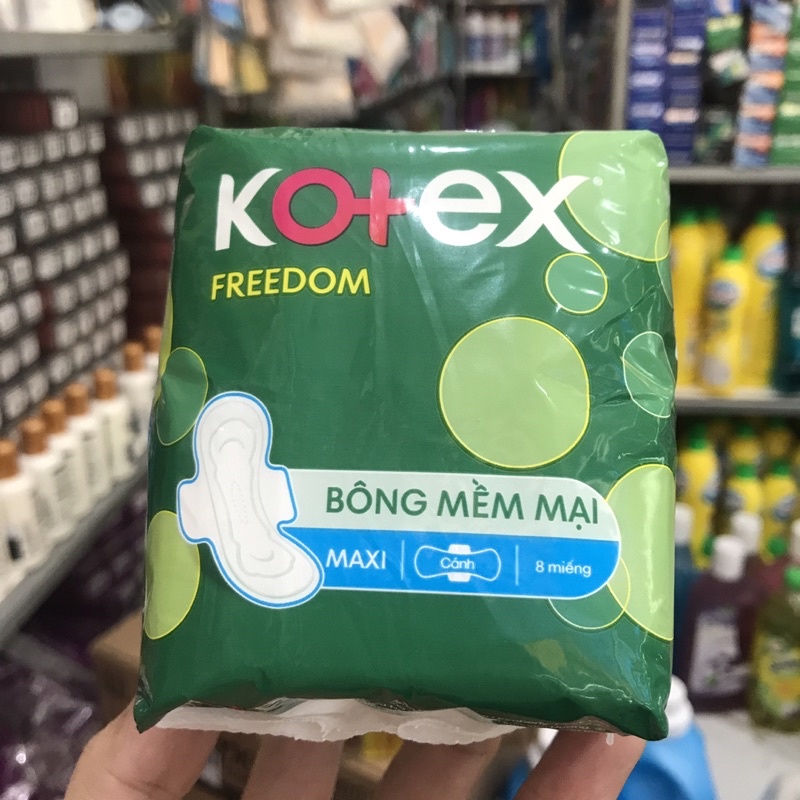 KOTEX
FREEDOM
BÔNG MỀM MẠI
MAXI
Cánh
8 miếng